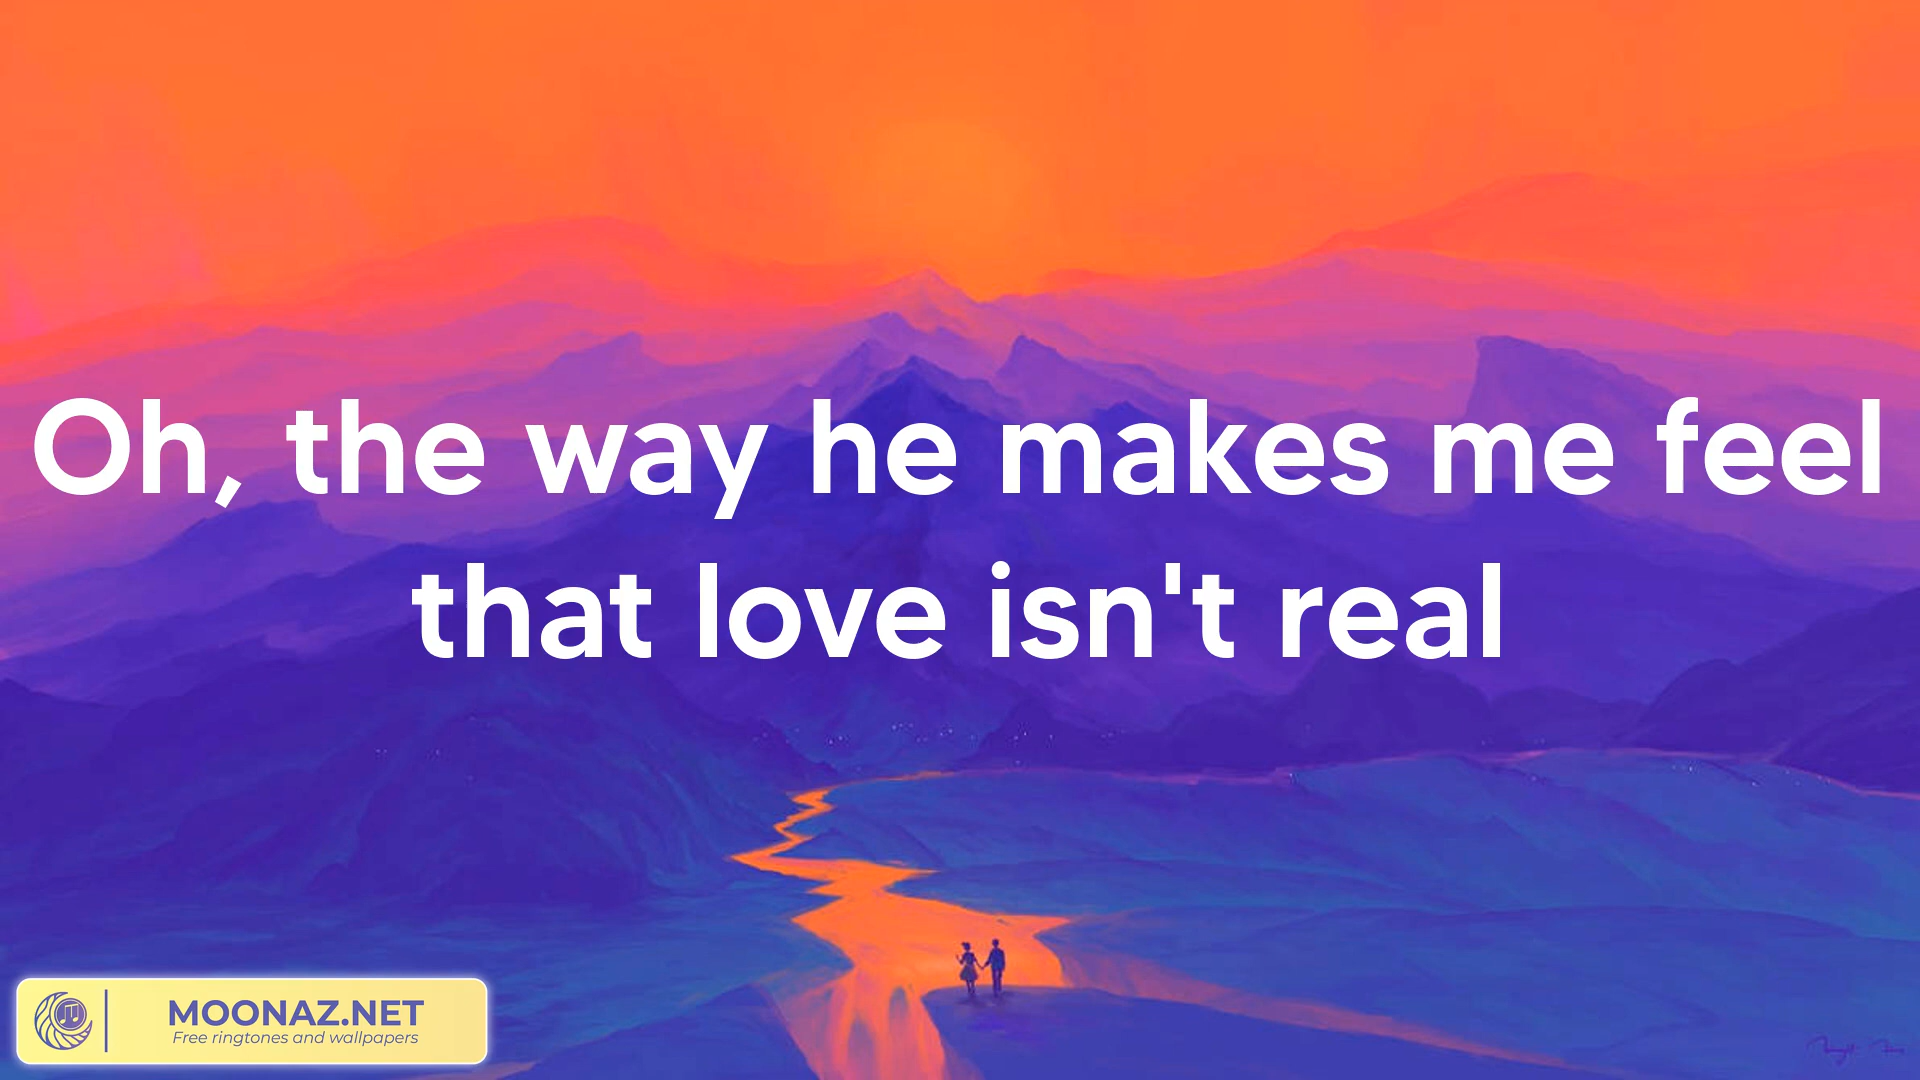 Oh, the way he makes me feel
that love isn't real
MOONAZ.NET
Free ringtones and wallpapers